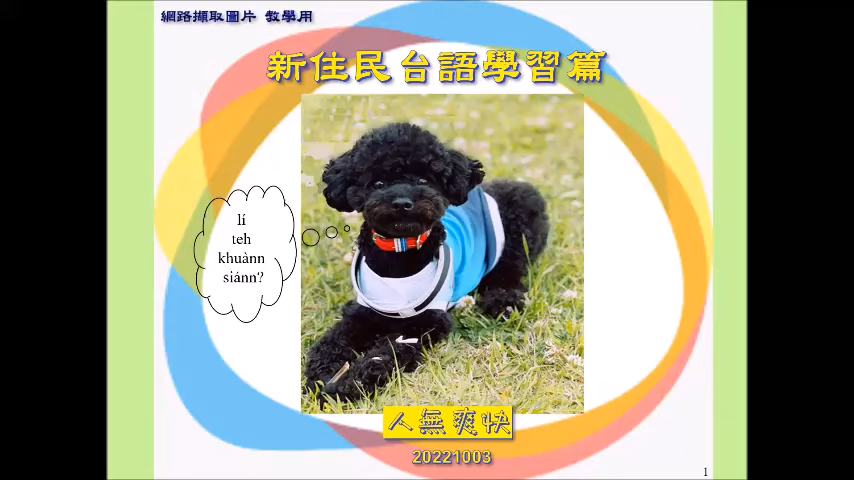 網路擷取圖片 教學用
新住民台語學習篇
lí
teh
khuànn
siánn?
人無爽快
20221003
1